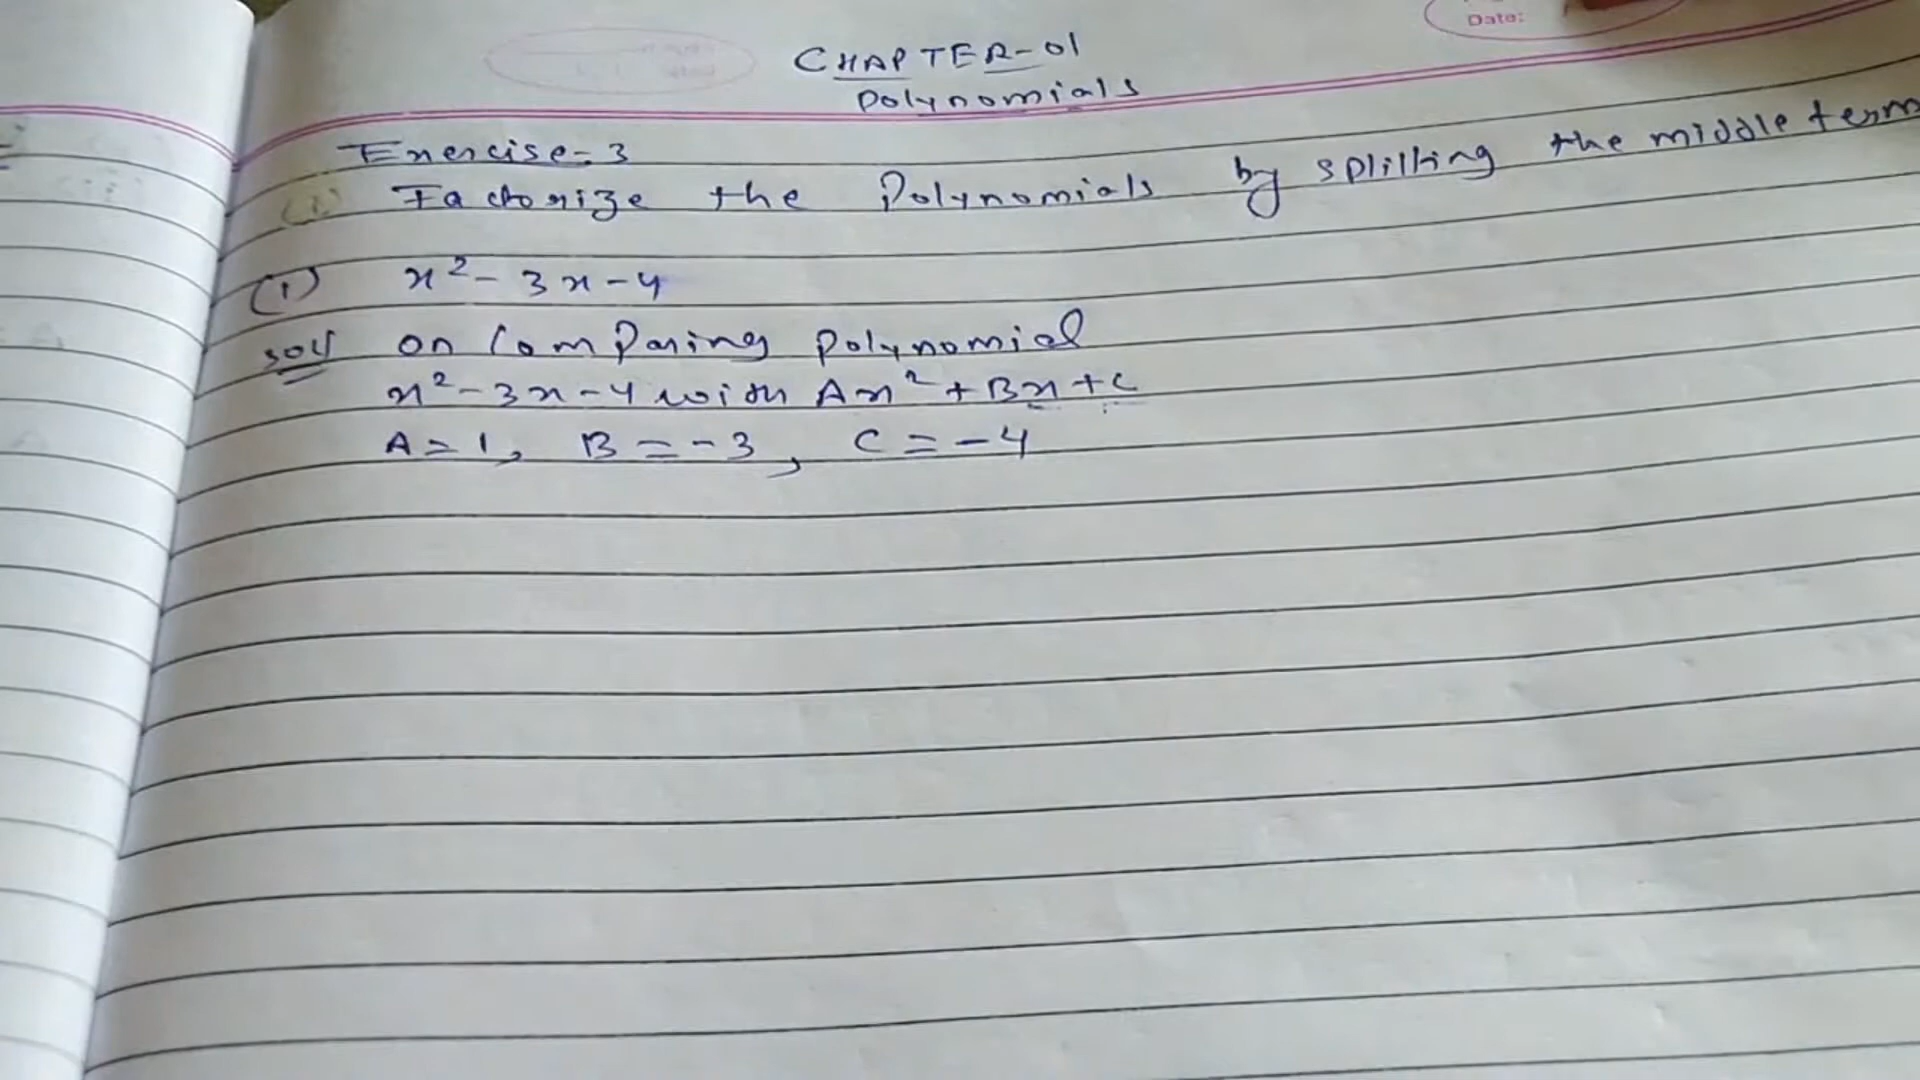 Date:
CHAPTER-01
Polynomials
Exercise-3
(1) Factorize the Polynomials by splitting the middle term
(1) x² - 3x - 4
Sol on Comparing polynomial
x² - 3x - 4 with Ax² + Bx + C
A = 1, B = -3, C = -4